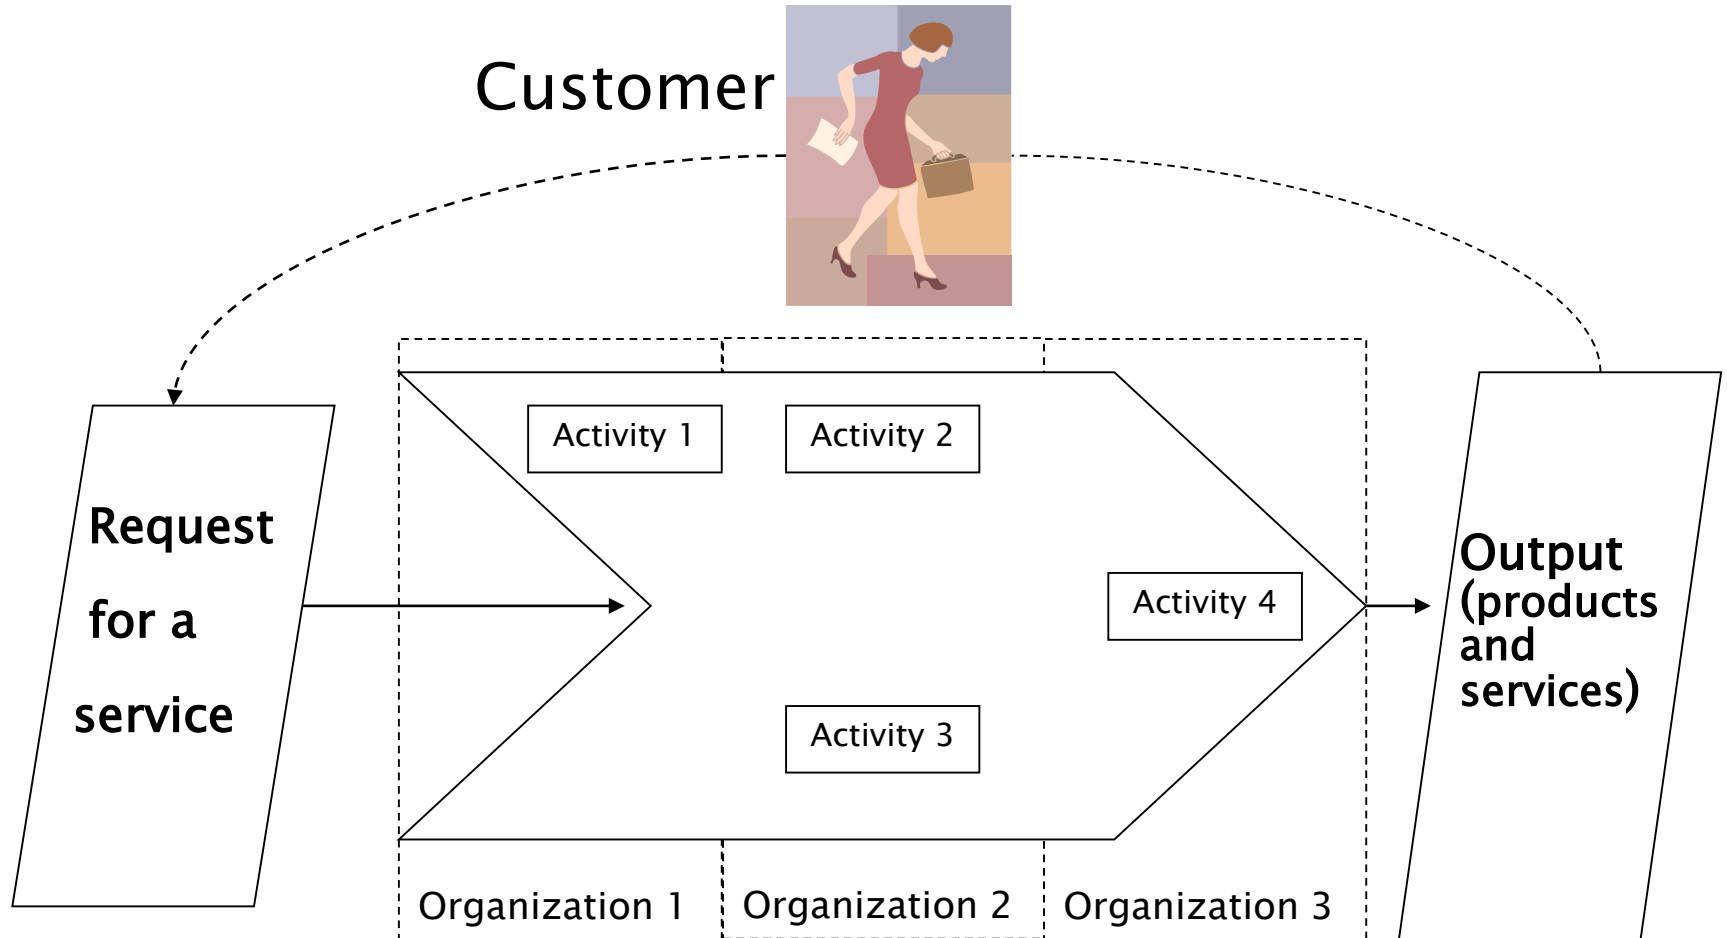 Customer
Request
for a
service
Activity 1
Activity 2
Activity 3
Activity 4
Output
(products
and
services)
Organization 1
Organization 2
Organization 3